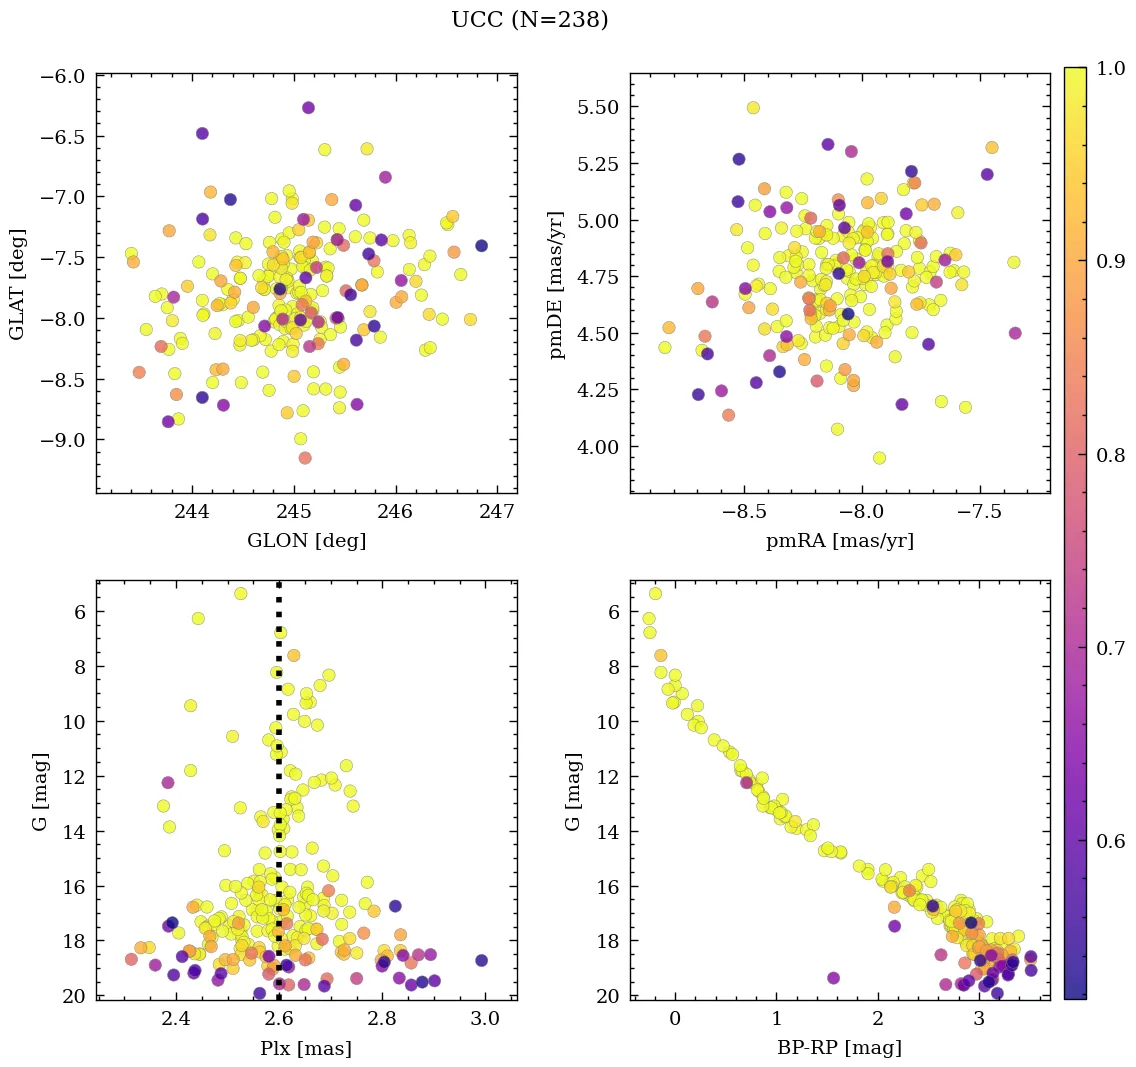 UCC (N=238)
−6.0
−6.5
−7.0
−7.5
−8.0
−8.5
−9.0
GLAT [deg]
244 245 246 247
GLON [deg]
5.50
5.25
5.00
4.75
4.50
4.25
4.00
pmDE [mas/yr]
−8.5 −8.0 −7.5
pmRA [mas/yr]
6
8
10
12
14
16
18
20
G [mag]
2.4 2.6 2.8 3.0
Plx [mas]
6
8
10
12
14
16
18
20
G [mag]
0 1 2 3
BP-RP [mag]
1.0
0.9
0.8
0.7
0.6